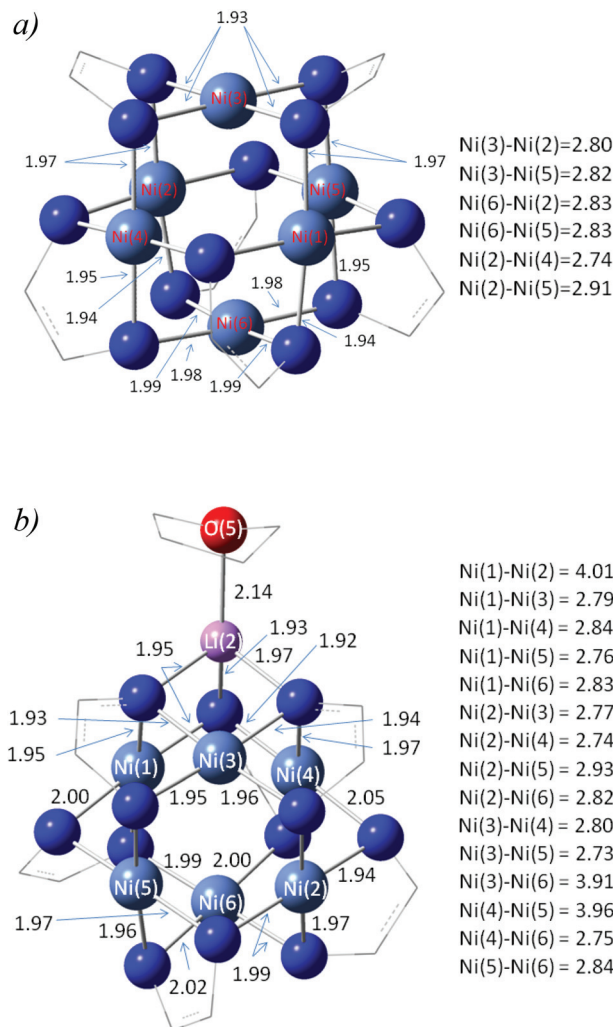 a)
1.93
Ni(3)
1.97
1.97
Ni(2)
Ni(5)
Ni(4)
Ni(1)
1.95
1.98
1.95
1.94
Ni(6)
1.94
1.99
1.98
1.99
Ni(3)-Ni(2)=2.80
Ni(3)-Ni(5)=2.82
Ni(6)-Ni(2)=2.83
Ni(6)-Ni(5)=2.83
Ni(2)-Ni(4)=2.74
Ni(2)-Ni(5)=2.91
b)
O(5)
2.14
Li(2)
1.93
1.95
1.97
1.92
1.93
1.94
1.95
1.97
Ni(1)
Ni(3)
Ni(4)
2.00
1.95
1.96
2.05
1.99
2.00
1.94
Ni(5)
Ni(6)
Ni(2)
1.97
1.96
1.97
1.99
2.02
Ni(1)-Ni(2) = 4.01
Ni(1)-Ni(3) = 2.79
Ni(1)-Ni(4) = 2.84
Ni(1)-Ni(5) = 2.76
Ni(1)-Ni(6) = 2.83
Ni(2)-Ni(3) = 2.77
Ni(2)-Ni(4) = 2.74
Ni(2)-Ni(5) = 2.93
Ni(2)-Ni(6) = 2.82
Ni(3)-Ni(4) = 2.80
Ni(3)-Ni(5) = 2.73
Ni(3)-Ni(6) = 3.91
Ni(4)-Ni(5) = 3.96
Ni(4)-Ni(6) = 2.75
Ni(5)-Ni(6) = 2.84